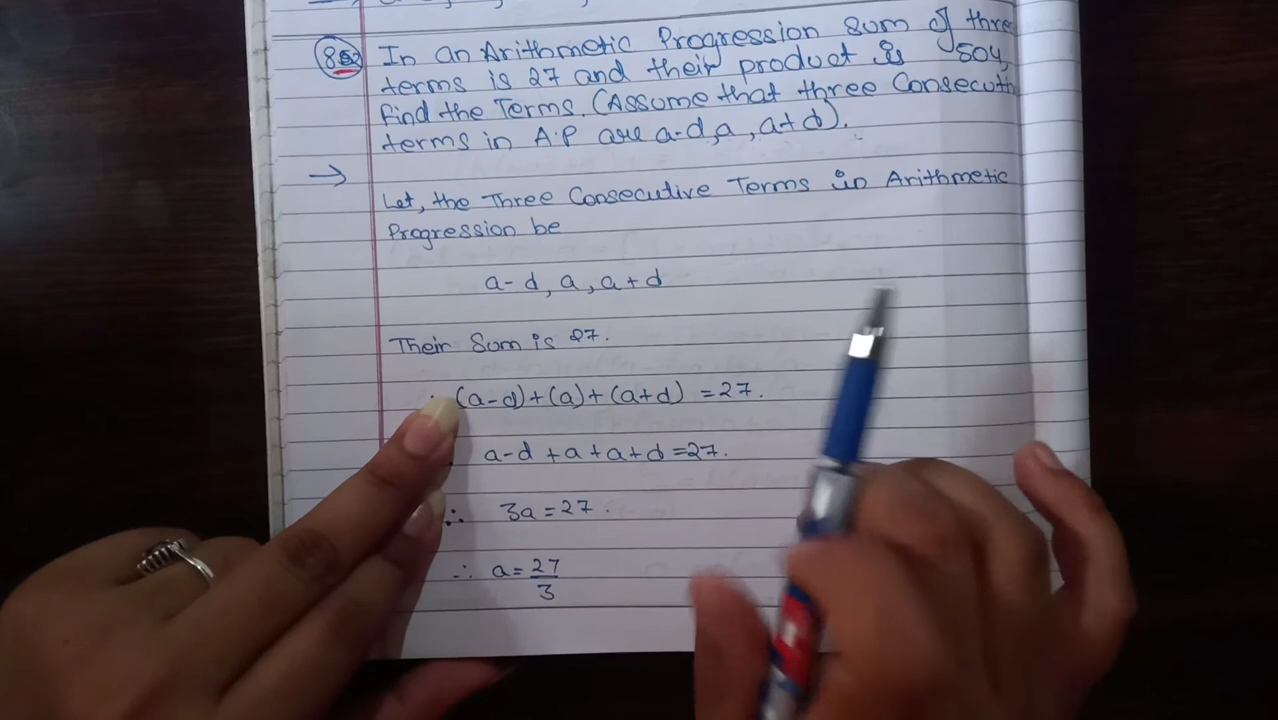 8
In an Arithmetic Progression sum of three
terms is 27 and their product is 504,
find the Terms. (Assume that three Consecuti
terms in A.P are a-d, a, a+d).
→
Let, the Three Consecutive Terms in Arithmetic
Progression be
a-d, a, a+d
Their Sum is 27.
(a-d)+(a)+(a+d) = 27.
a-d +a+a+d =27.
∴ 3a = 27.
∴ a = 27/3